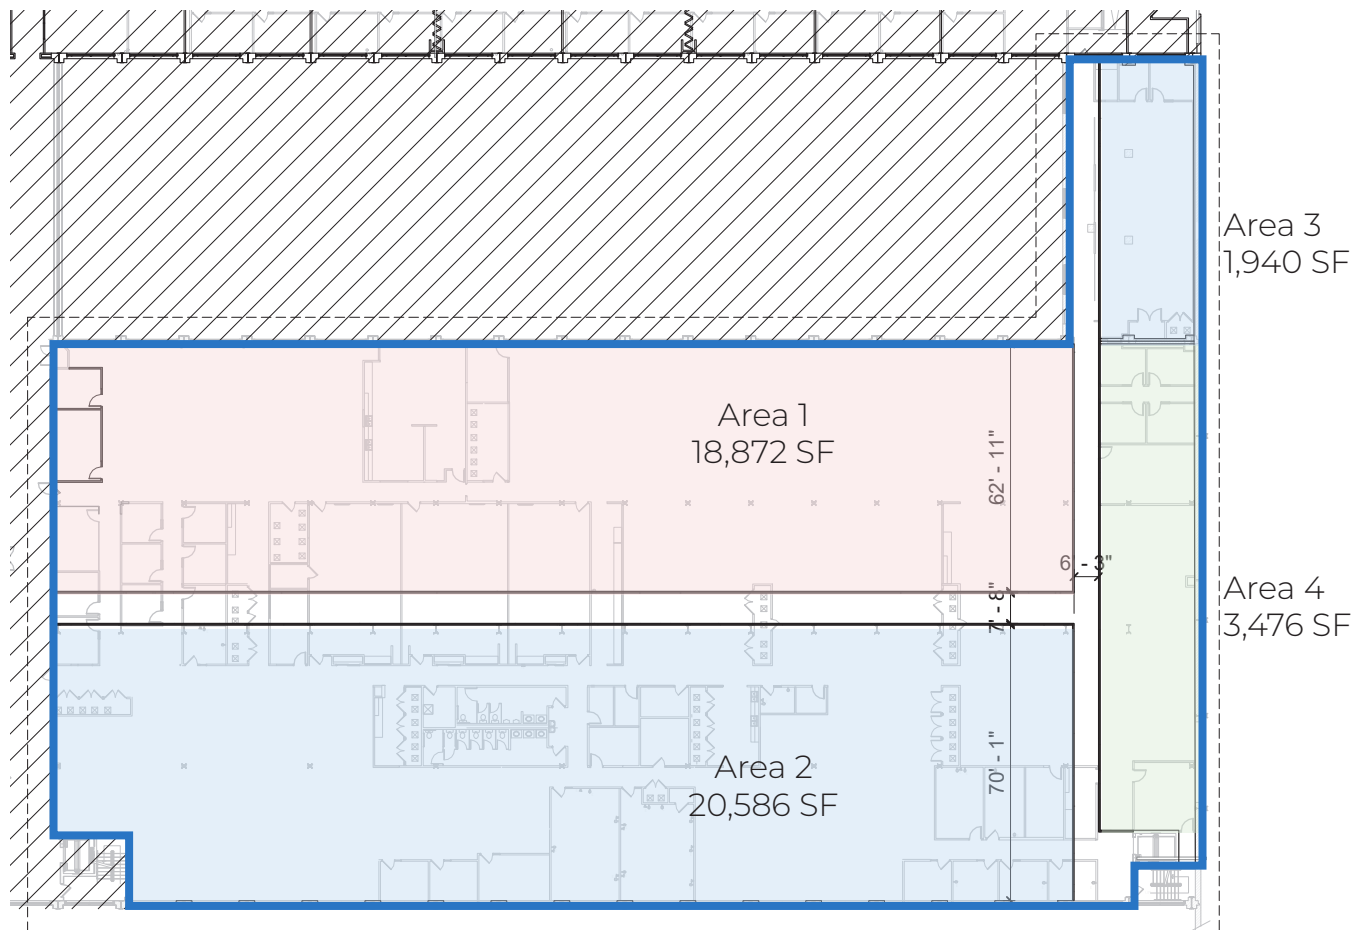 Area 3
1,940 SF
Area 1
18,872 SF
62' - 11"
6' - 3"
7' - 8"
Area 4
3,476 SF
Area 2
20,586 SF
70' - 1"